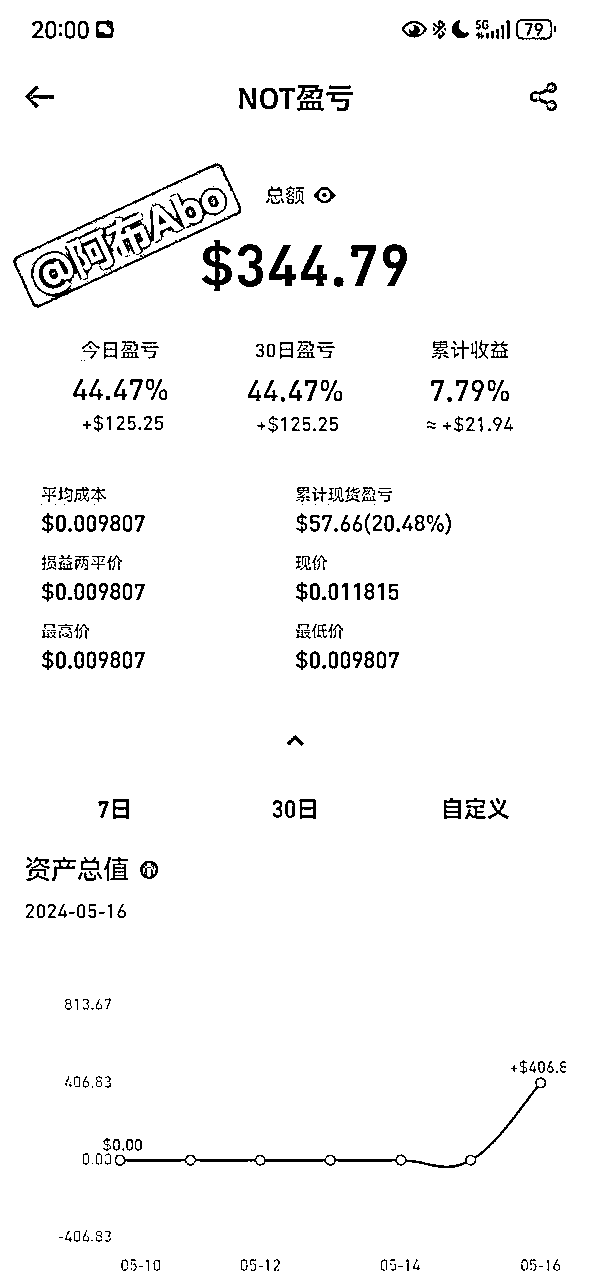 20:00 5G 79
NOT盈亏
总额
@阿布Abo
$344.79
今日盈亏 30日盈亏 累计收益
44.47% 44.47% 7.79%
+$125.25 +$125.25 ≈ +$21.94
平均成本 累计现货盈亏
$0.009807 $57.66(20.48%)
损益两平价 现价
$0.009807 $0.011815
最高价 最低价
$0.009807 $0.009807
7日 30日 自定义
资产总值
2024-05-16
813.67
+$406.8
406.83
$0.00
0.00
-406.83
05-10 05-12 05-14 05-16